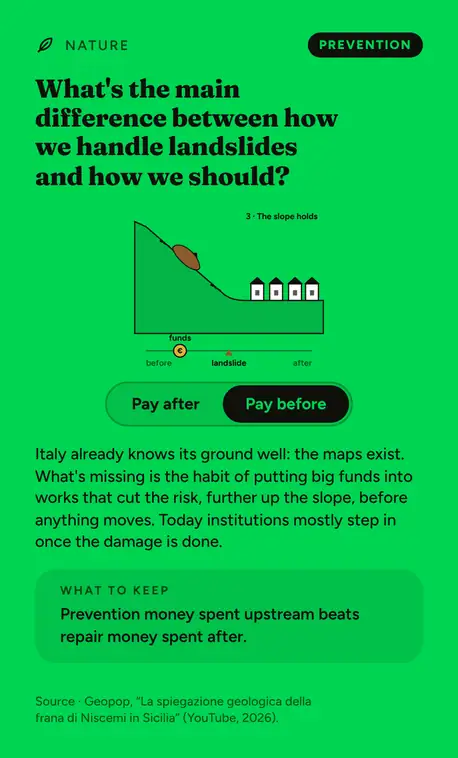 NATURE
PREVENTION
What's the main
difference between how
we handle landslides
and how we should?
3 · The slope holds
funds
€
before
landslide
after
Pay after
Pay before
Italy already knows its ground well: the maps exist.
What's missing is the habit of putting big funds into
works that cut the risk, further up the slope, before
anything moves. Today institutions mostly step in
once the damage is done.
WHAT TO KEEP
Prevention money spent upstream beats
repair money spent after.
Source · Geopop, “La spiegazione geologica della
frana di Niscemi in Sicilia” (YouTube, 2026).